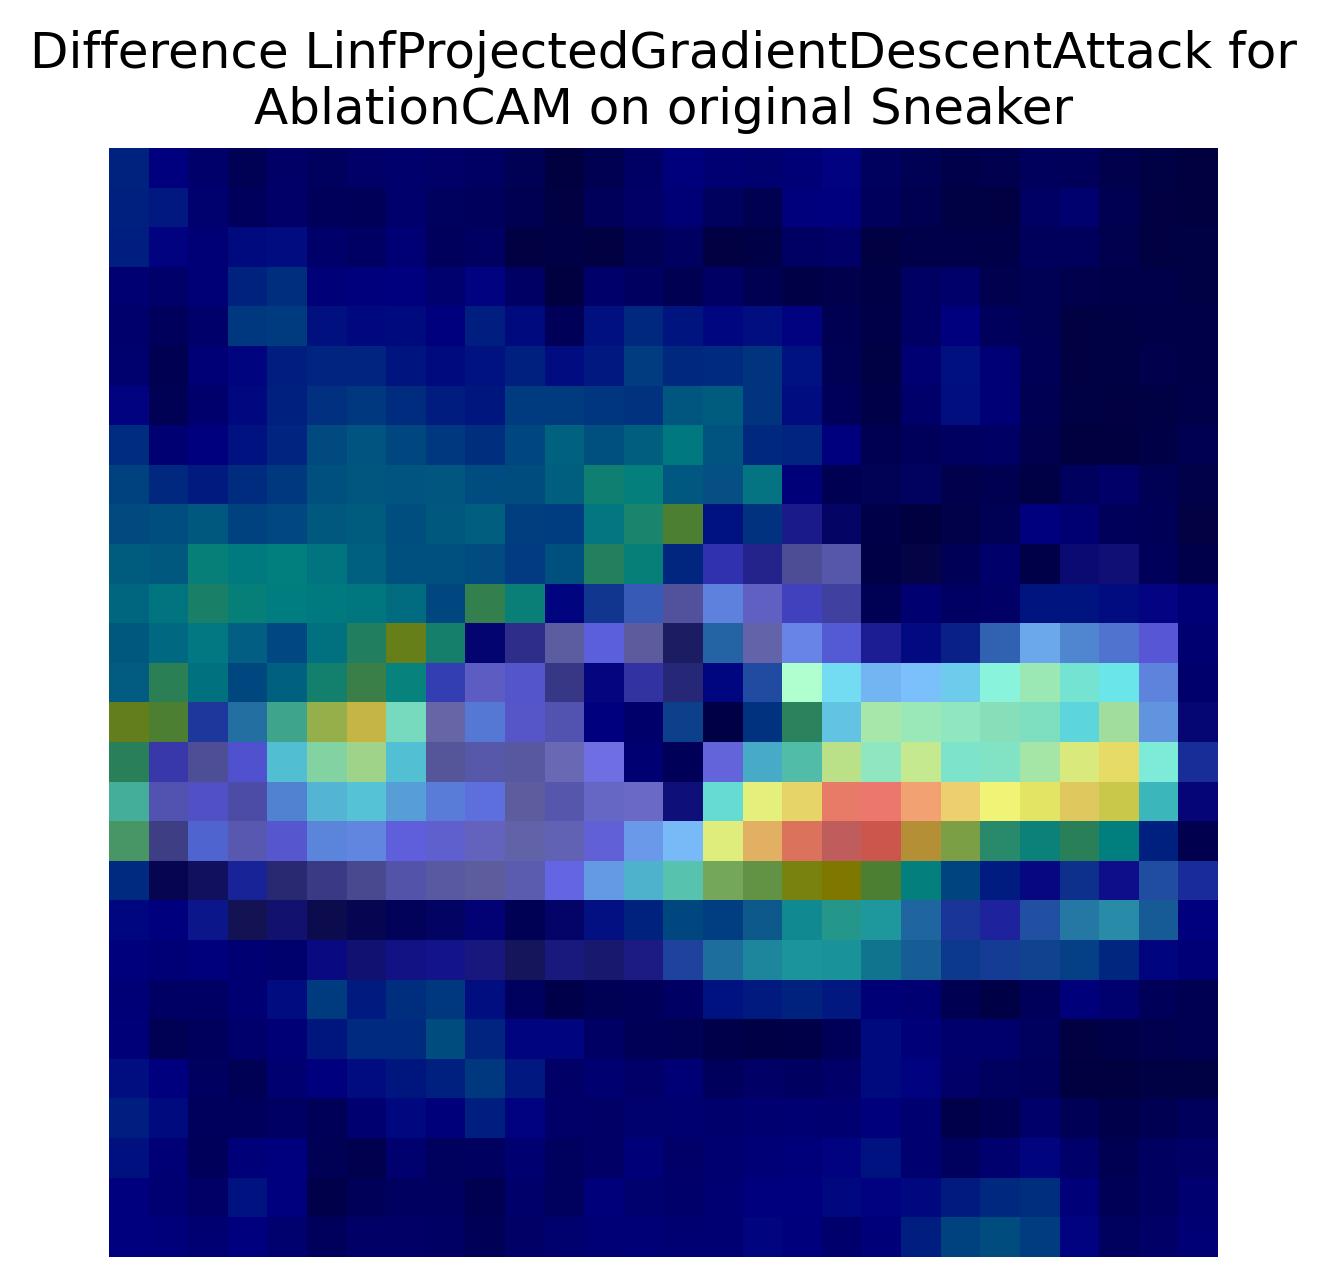 Difference LinfProjectedGradientDescentAttack for
AblationCAM on original Sneaker